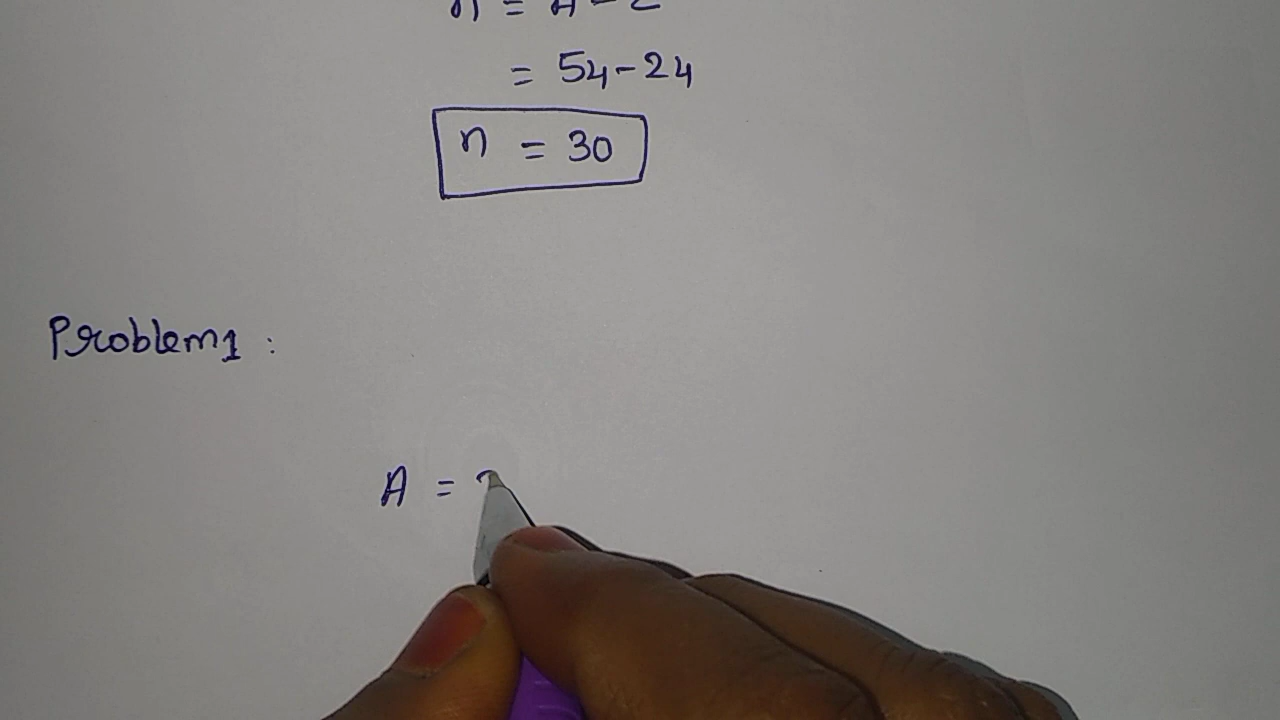 n = A - Z
= 54-24
n = 30
Problem1 :
A =